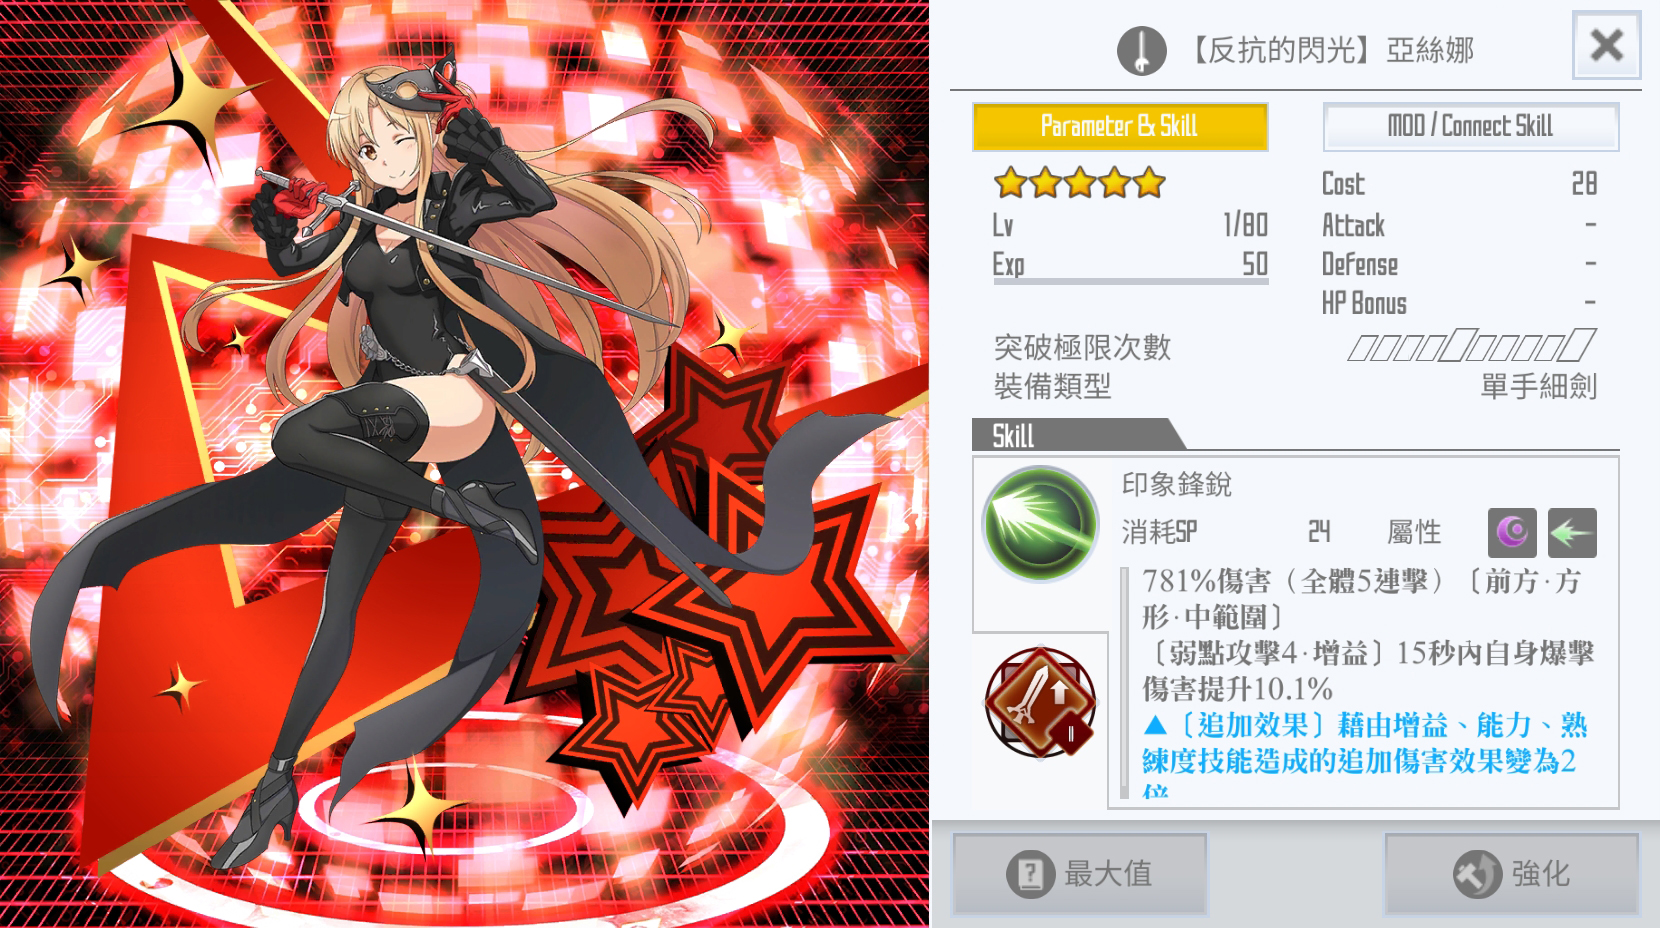 【反抗的閃光】亞絲娜
Parameter & Skill
MOD / Connect Skill
Cost 28
Lv 1/80
Attack -
Exp 50
Defense -
HP Bonus -
突破極限次數
裝備類型 單手細劍
Skill
印象鋒銳
消耗SP 24 屬性
781%傷害（全體5連擊）〔前方·方
形·中範圍〕
〔弱點攻擊4·增益〕15秒內自身爆擊
傷害提升10.1%
▲〔追加效果〕藉由增益、能力、熟
練度技能造成的追加傷害效果變為2
倍
II
最大值
強化